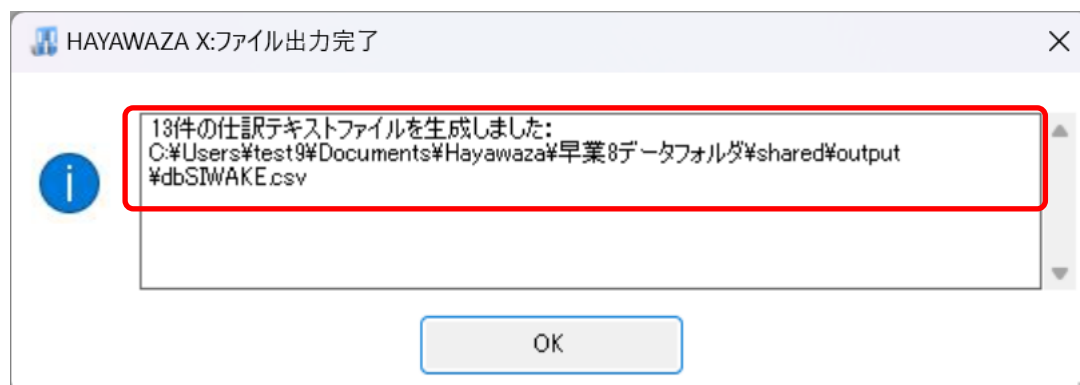 HAYAWAZA X:ファイル出力完了
13件の仕訳テキストファイルを生成しました:
C:¥Users¥test9¥Documents¥Hayawaza¥早業8データフォルダ¥shared¥output
¥dbSIWAKE.csv
OK